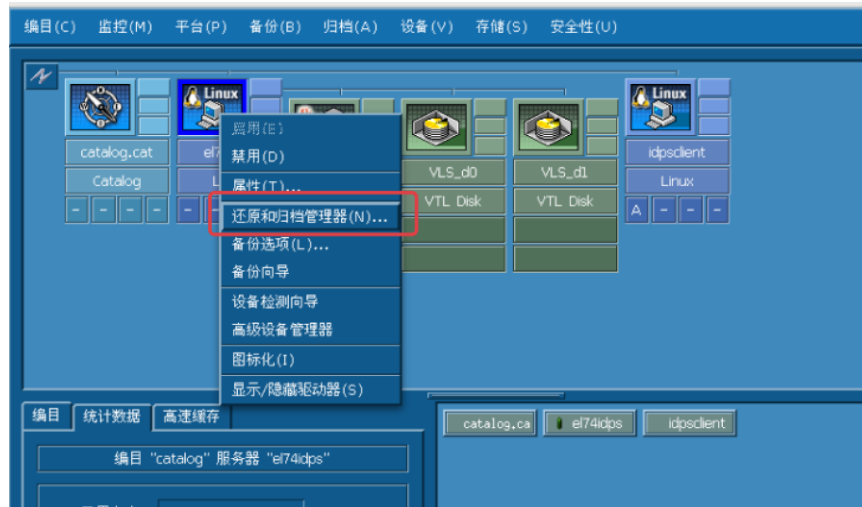 编目(C) 监控(M) 平台(P) 备份(B) 归档(A) 设备(V) 存储(S) 安全性(U)
Linux
Linux
catalog.cat
VLS_d0
VLS_d1
idpsclient
Catalog
VTL Disk
VTL Disk
Linux
A
启用(E)
禁用(D)
属性(T)...
还原和归档管理器(N)...
备份选项(L)...
备份向导
设备检测向导
高级设备管理器
图标化(I)
显示/隐藏驱动器(S)
编目 统计数据 高速缓存
编目 "catalog" 服务器 "el74idps"
catalog.ca el74idps idpsclient